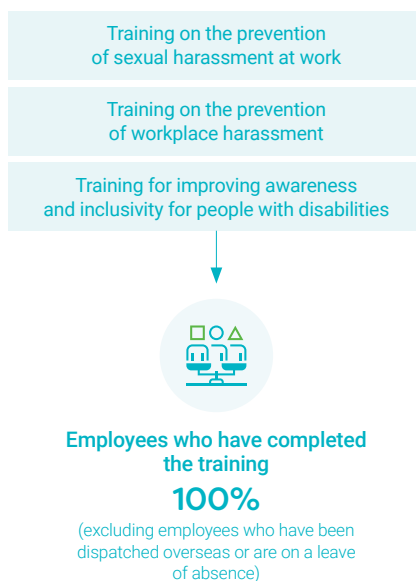 Training on the prevention
of sexual harassment at work
Training on the prevention
of workplace harassment
Training for improving awareness
and inclusivity for people with disabilities
Employees who have completed
the training
100%
(excluding employees who have been
dispatched overseas or are on a leave
of absence)